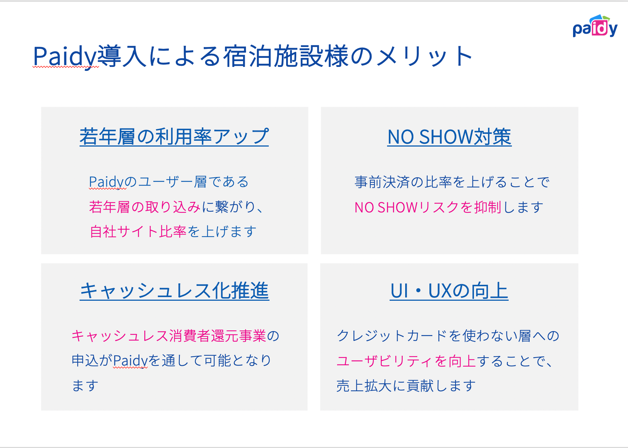 paidy
Paidy導入による宿泊施設様のメリット
若年層の利用率アップ
Paidyのユーザー層である
若年層の取り込みに繋がり、
自社サイト比率を上げます
NO SHOW対策
事前決済の比率を上げることで
NO SHOWリスクを抑制します
キャッシュレス化推進
キャッシュレス消費者還元事業の
申込がPaidyを通して可能となり
ます
UI・UXの向上
クレジットカードを使わない層への
ユーザビリティを向上することで、
売上拡大に貢献します